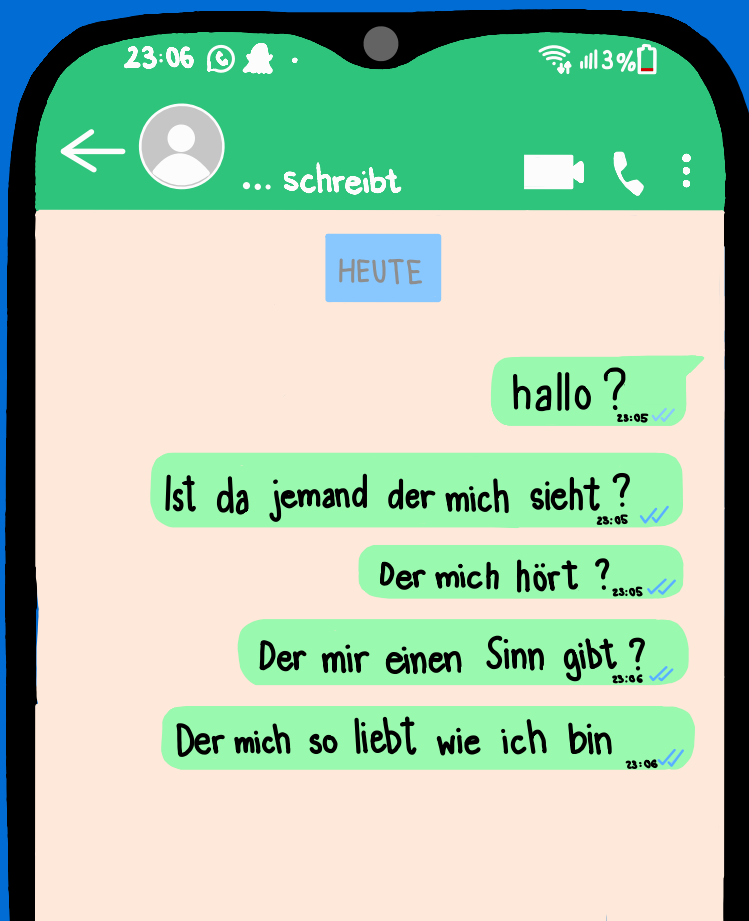 23:06 3%
... schreibt
HEUTE
hallo ?
23:05
Ist da jemand der mich sieht ?
23:05
Der mich hört ?
23:05
Der mir einen Sinn gibt ?
23:06
Der mich so liebt wie ich bin
23:06